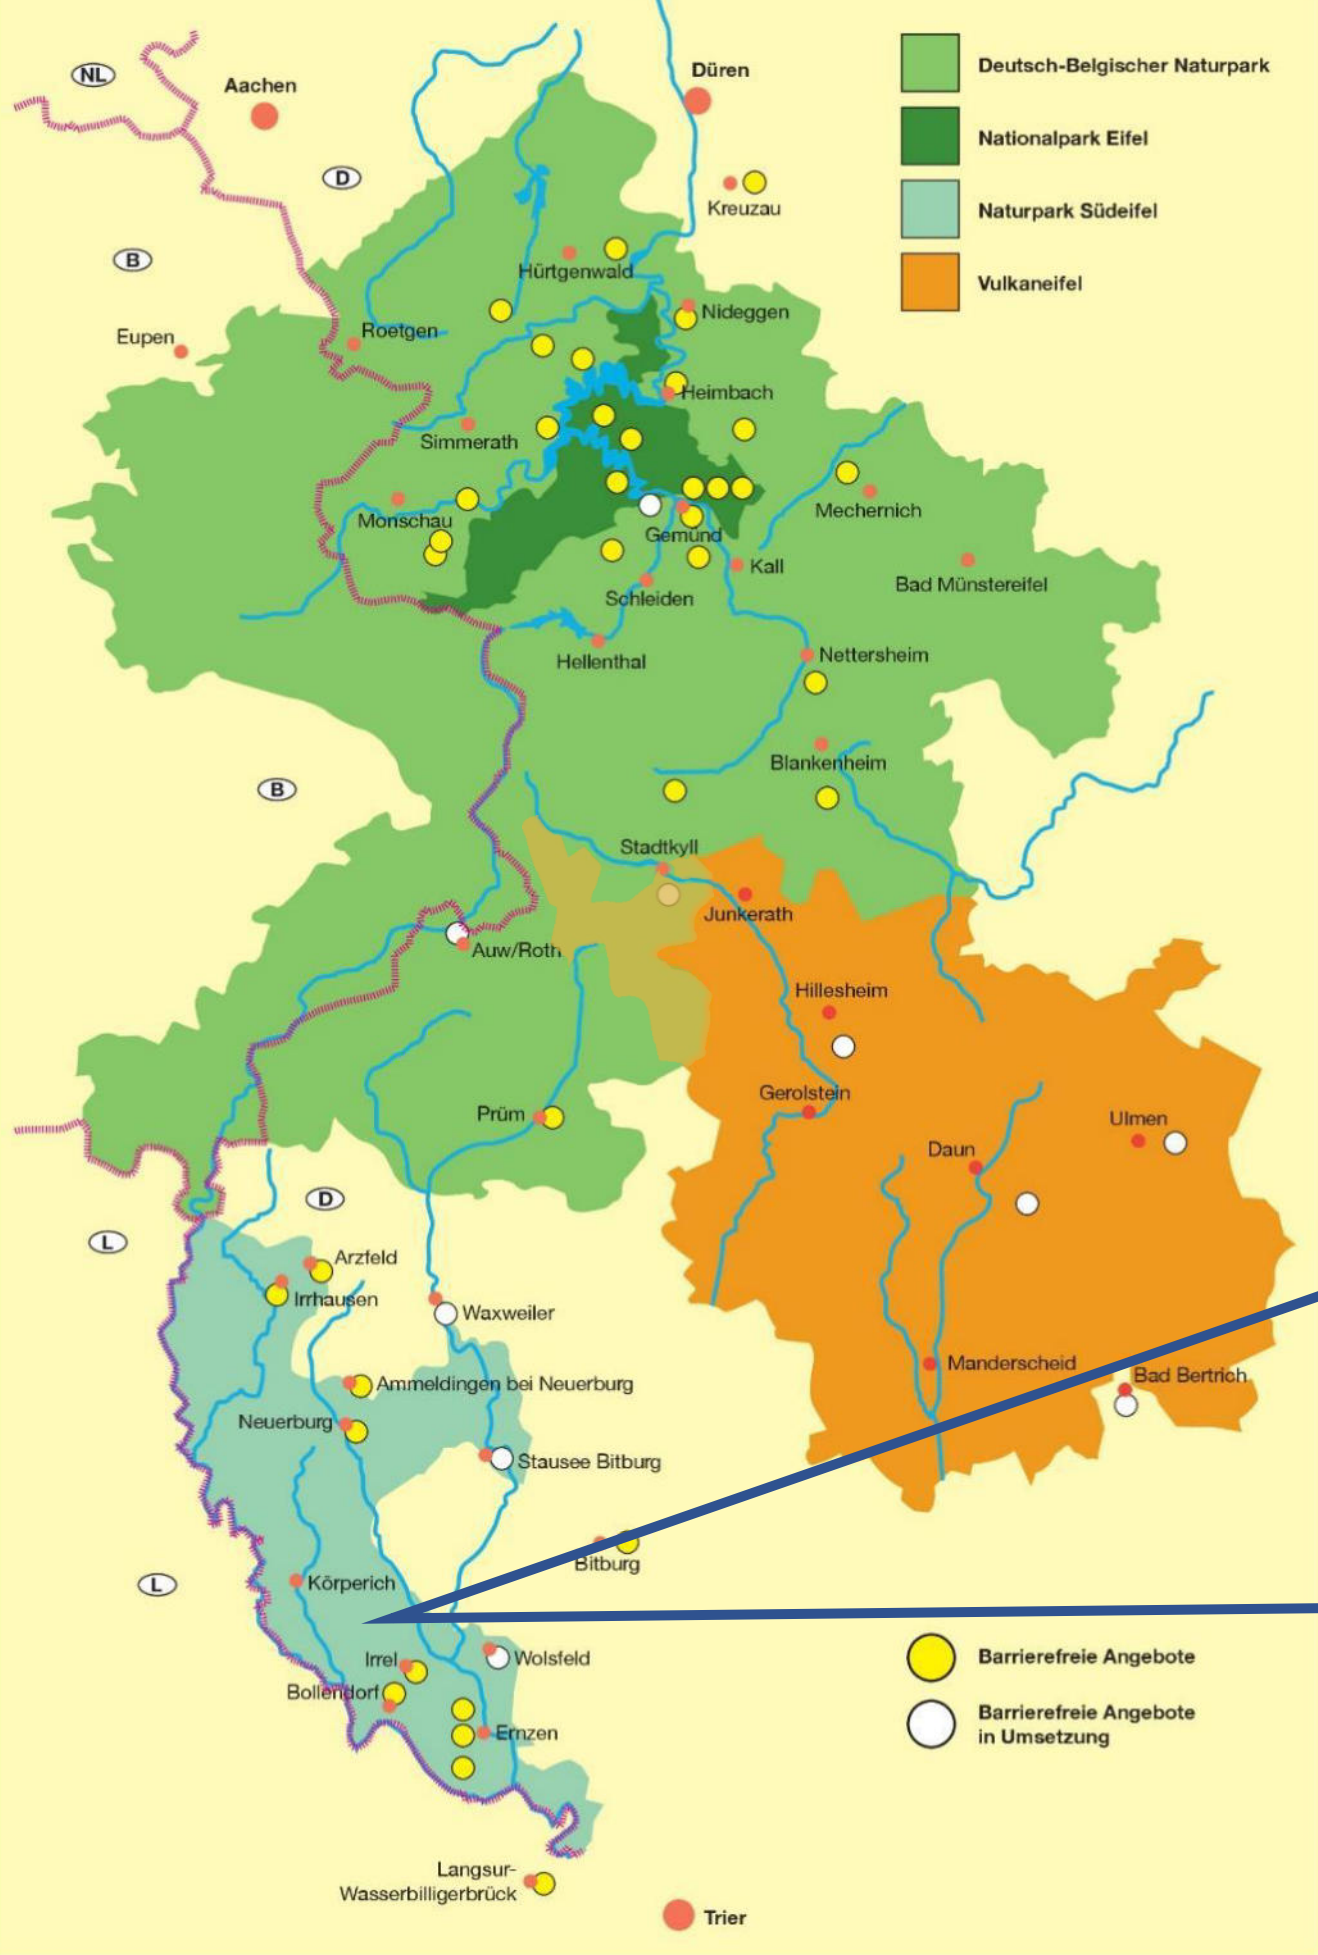 NL
Aachen
Düren
Deutsch-Belgischer Naturpark
Nationalpark Eifel
D
Kreuzau
Naturpark Südeifel
B
Hürtgenwald
Vulkaneifel
Nideggen
Eupen
Roetgen
Heimbach
Simmerath
Mechernich
Monschau
Gemünd
Kall
Bad Münstereifel
Schleiden
Hellenthal
Nettersheim
Blankenheim
B
Stadtkyll
Junkerath
Auw/Roth
Hillesheim
Gerolstein
Prüm
Ulmen
Daun
D
L
Arzfeld
Irrhausen
Waxweiler
Manderscheid
Bad Bertrich
Ammeldingen bei Neuerburg
Neuerburg
Stausee Bitburg
Bitburg
L
Körperich
Irrel
Wolsfeld
Barrierefreie Angebote
Bollendorf
Barrierefreie Angebote
in Umsetzung
Ernzen
Langsur-
Wasserbilligerbrück
Trier